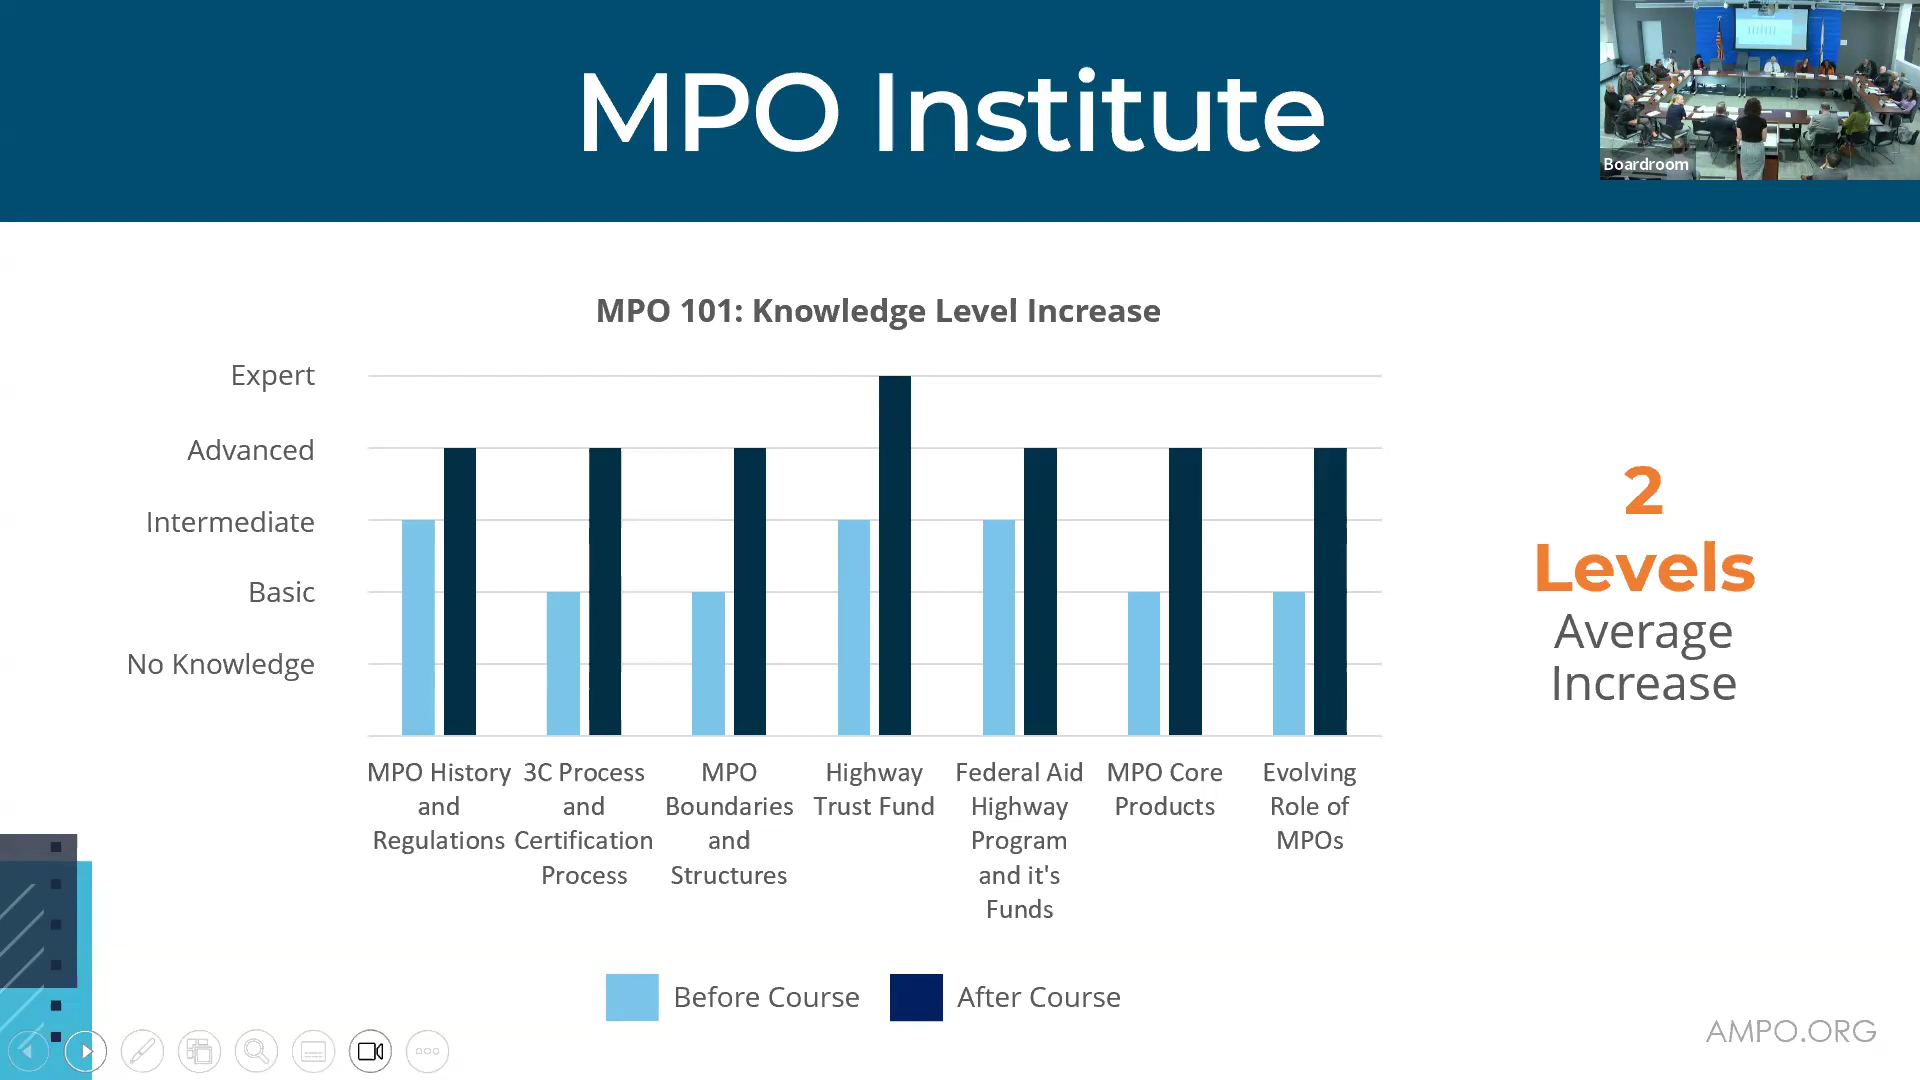 MPO Institute
Boardroom
MPO 101: Knowledge Level Increase
Expert
Advanced
Intermediate
Basic
No Knowledge
MPO History
and
Regulations
3C Process
and
Certification
Process
MPO
Boundaries
and
Structures
Highway
Trust Fund
Federal Aid
Highway
Program
and it's
Funds
MPO Core
Products
Evolving
Role of
MPOs
Before Course
After Course
2
Levels
Average
Increase
AMPO.ORG